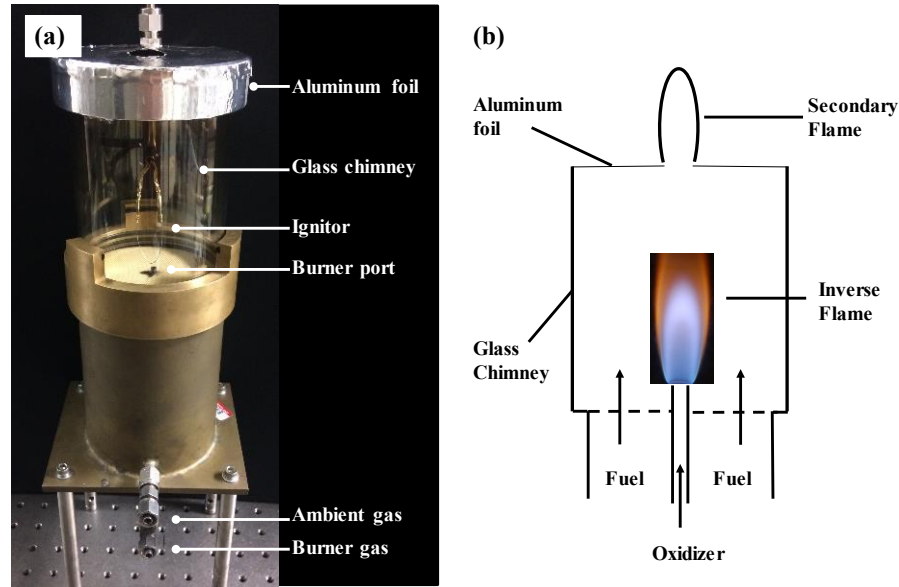 (a)
Aluminum foil
Glass chimney
Ignitor
Burner port
Ambient gas
Burner gas
(b)
Aluminum
foil
Secondary
Flame
Inverse
Flame
Glass
Chimney
Fuel
Fuel
Oxidizer